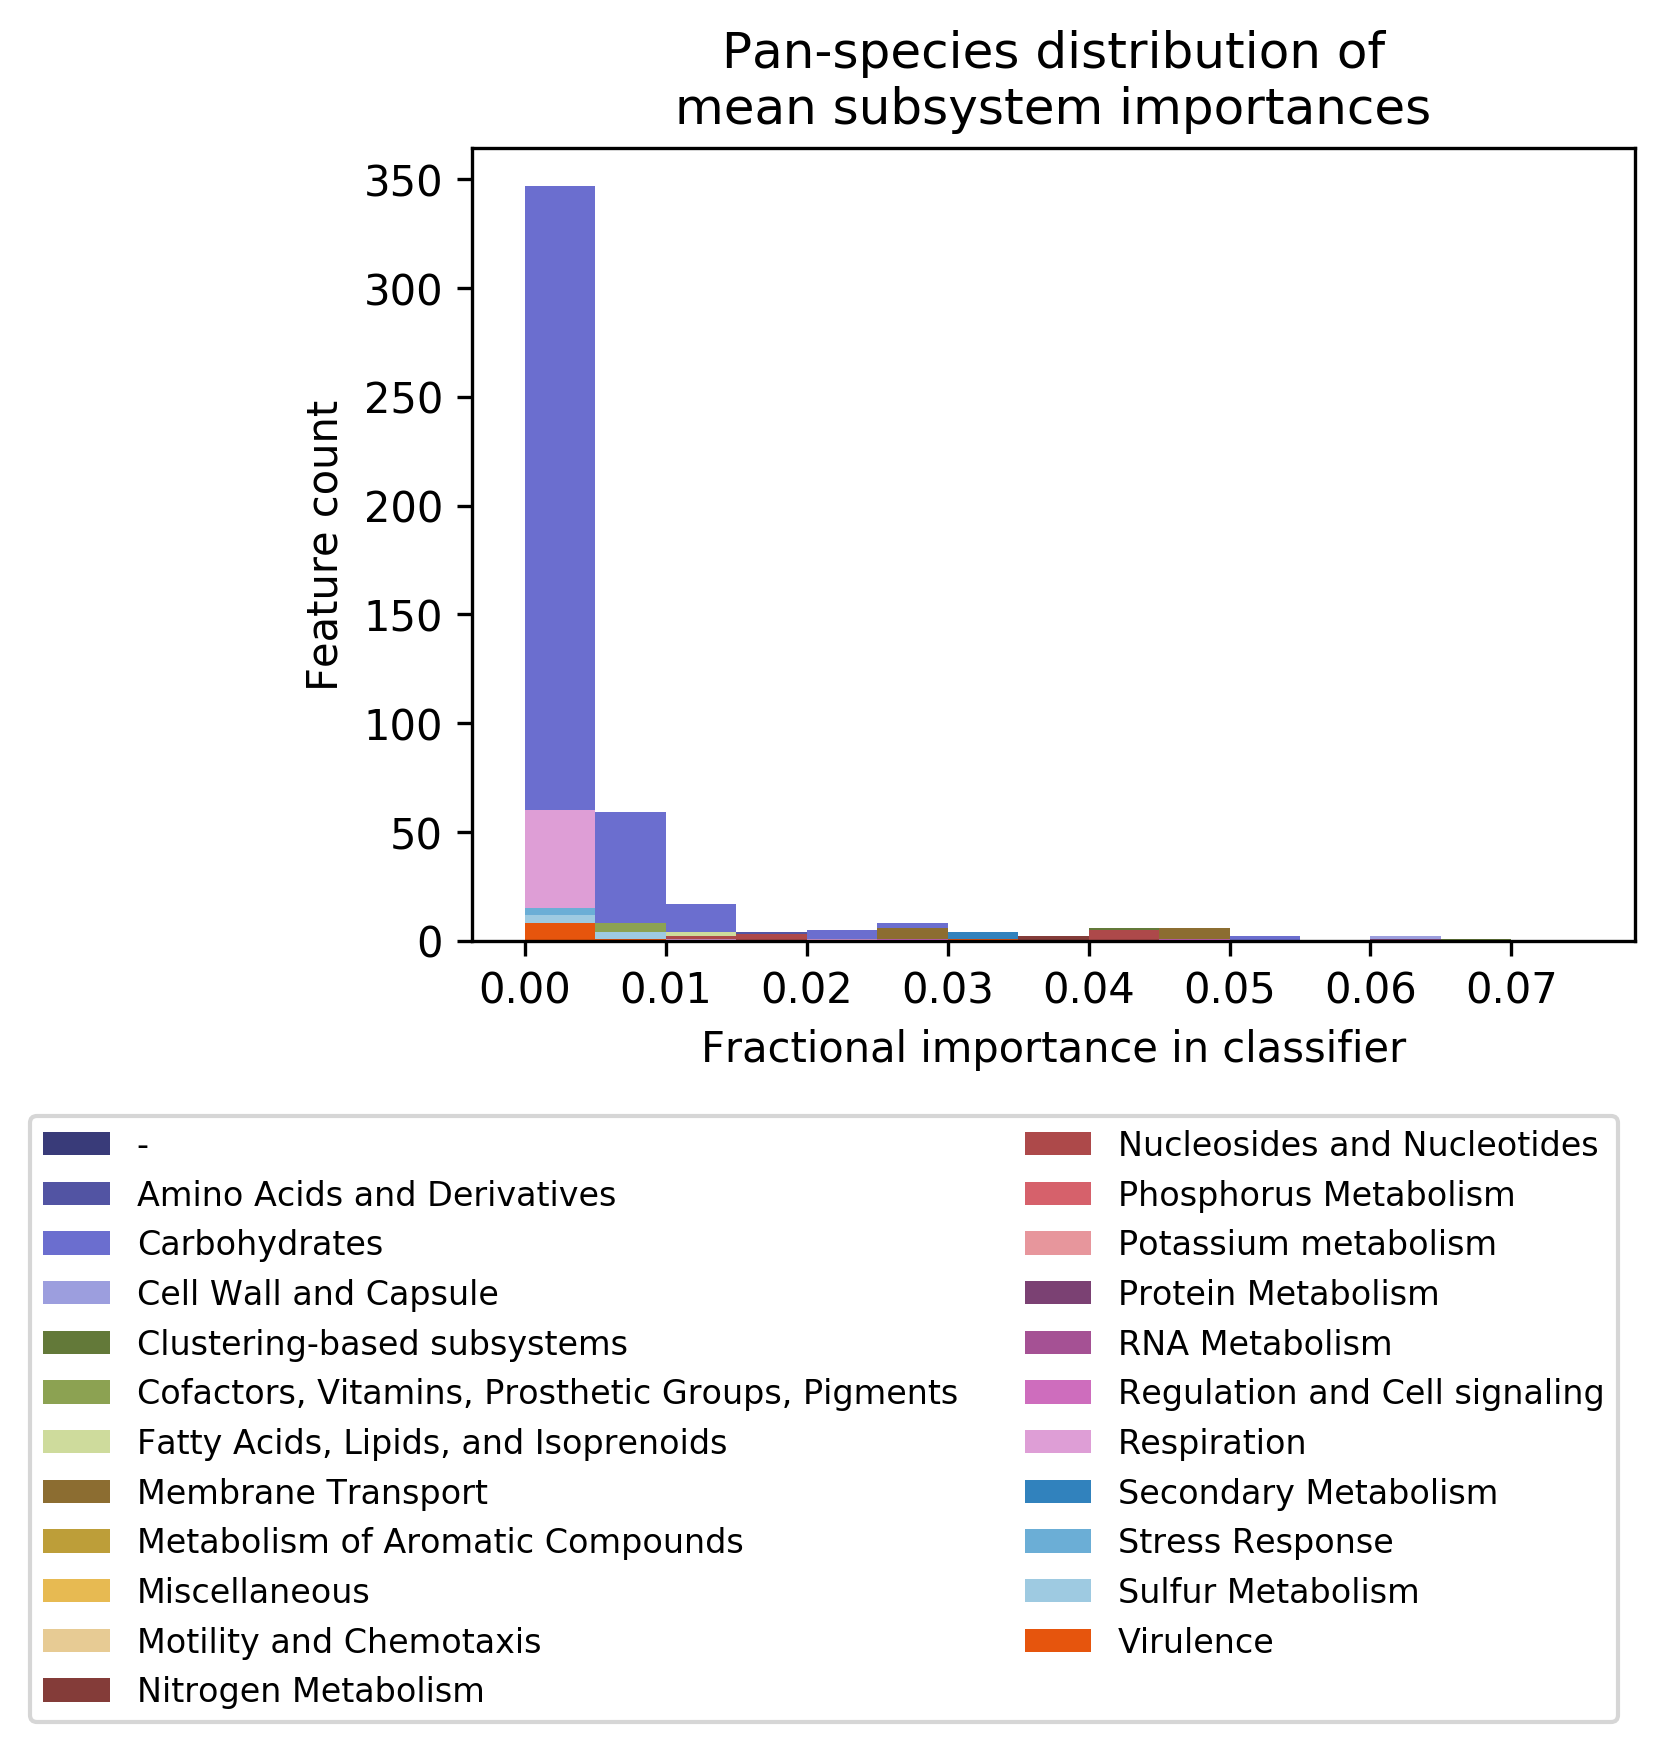 Pan-species distribution of
mean subsystem importances
350
300
250
200
150
100
50
0
Feature count
0.00 0.01 0.02 0.03 0.04 0.05 0.06 0.07
Fractional importance in classifier
-
Amino Acids and Derivatives
Carbohydrates
Cell Wall and Capsule
Clustering-based subsystems
Cofactors, Vitamins, Prosthetic Groups, Pigments
Fatty Acids, Lipids, and Isoprenoids
Membrane Transport
Metabolism of Aromatic Compounds
Miscellaneous
Motility and Chemotaxis
Nitrogen Metabolism
Nucleosides and Nucleotides
Phosphorus Metabolism
Potassium metabolism
Protein Metabolism
RNA Metabolism
Regulation and Cell signaling
Respiration
Secondary Metabolism
Stress Response
Sulfur Metabolism
Virulence